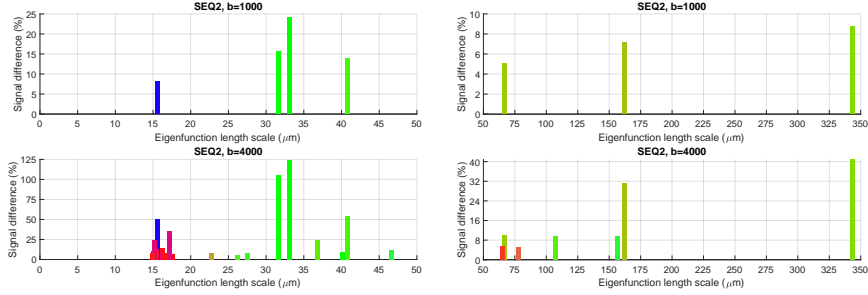 SEQ2, b=1000
Signal difference (%)
25
20
15
10
5
0
0 5 10 15 20 25 30 35 40 45 50
Eigenfunction length scale (μm)
SEQ2, b=1000
Signal difference (%)
10
8
6
4
2
0
50 75 100 125 150 175 200 225 250 275 300 325 350
Eigenfunction length scale (μm)
SEQ2, b=4000
Signal difference (%)
125
100
75
50
25
0
0 5 10 15 20 25 30 35 40 45 50
Eigenfunction length scale (μm)
SEQ2, b=4000
Signal difference (%)
40
32
24
16
8
0
50 75 100 125 150 175 200 225 250 275 300 325 350
Eigenfunction length scale (μm)